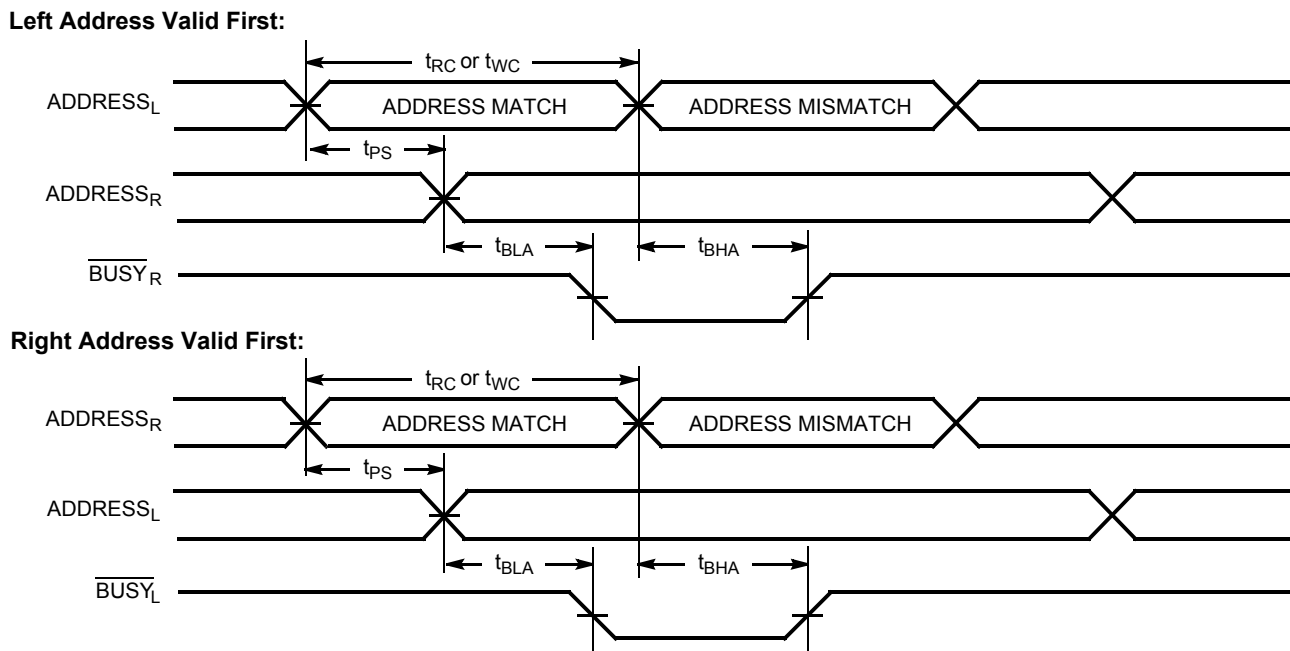 Left Address Valid First:
tRC or tWC
ADDRESSL
ADDRESS MATCH
ADDRESS MISMATCH
tPS
ADDRESSR
tBLA
tBHA
BUSYR
Right Address Valid First:
tRC or tWC
ADDRESSR
ADDRESS MATCH
ADDRESS MISMATCH
tPS
ADDRESSL
tBLA
tBHA
BUSYL